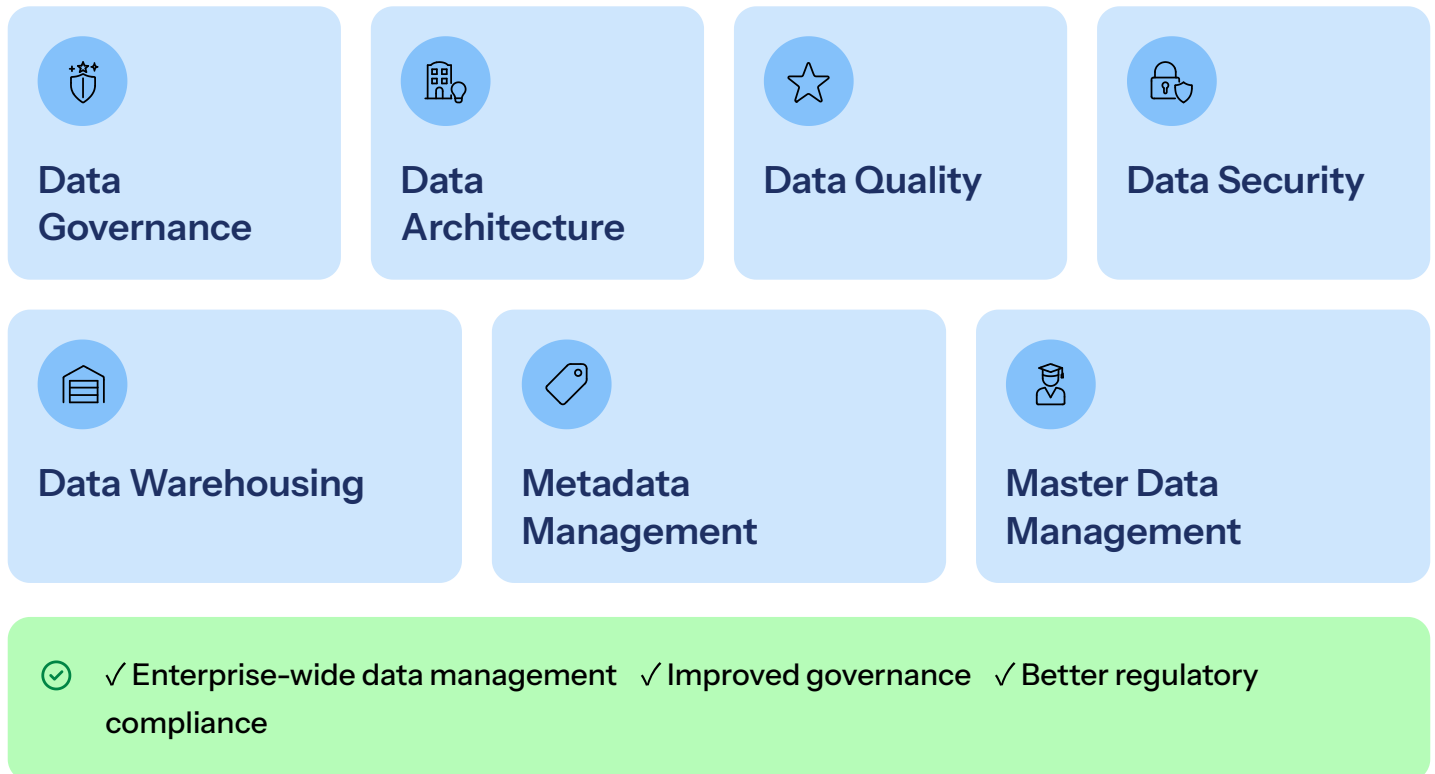 Data
Governance
Data
Architecture
Data Quality
Data Security
Data Warehousing
Metadata
Management
Master Data
Management
✓ Enterprise-wide data management ✓ Improved governance ✓ Better regulatory
compliance